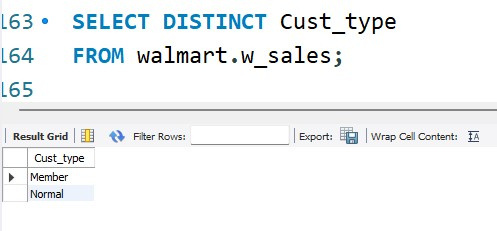 163 SELECT DISTINCT Cust_type
164 FROM walmart.w_sales;
165
Result Grid Filter Rows: Export: Wrap Cell Content: IA
Cust_type
Member
Normal